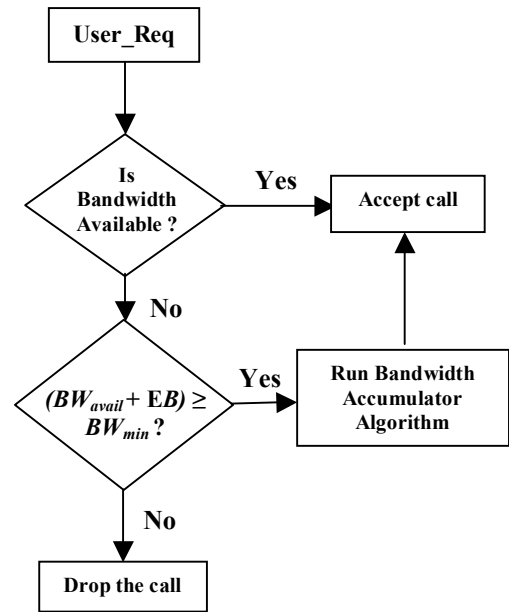 User_Req
Is
Bandwidth
Available ?
Yes
Accept call
No
(BWavail + EB) ≥
BWmin ?
Yes
Run Bandwidth
Accumulator
Algorithm
No
Drop the call